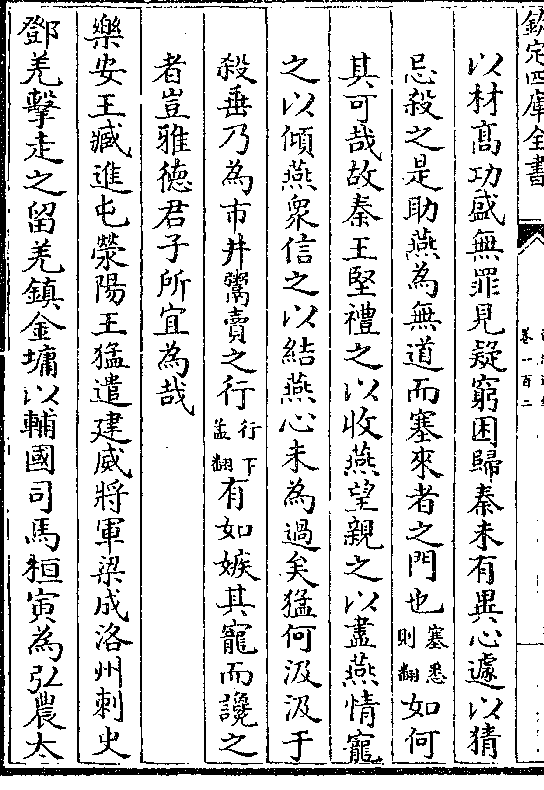 欽定四庫全書
卷一百二
以材髙功盛無罪見疑窮困歸秦未有異心遽以猜
忌殺之是助燕為無道而塞來者之門也塞悉則翻如何
其可哉故秦王堅禮之以收燕望親之以盡燕情寵
之以傾燕衆信之以結燕心未為過矣猛何汲汲于
殺垂乃為市井鬻賣之行行下孟翻有如嫉其寵而讒之
者豈雅徳君子所宜為哉
樂安王臧進屯滎陽王猛遣建威將軍梁成洛州刺史
鄧羌擊走之留羌鎮金墉以輔國司馬桓寅為弘農太